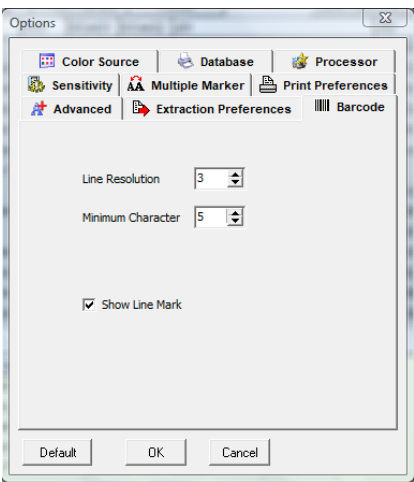 Options
Color Source Database Processor
Sensitivity Multiple Marker Print Preferences
Advanced Extraction Preferences Barcode
Line Resolution 3
Minimum Character 5
Show Line Mark
Default OK Cancel